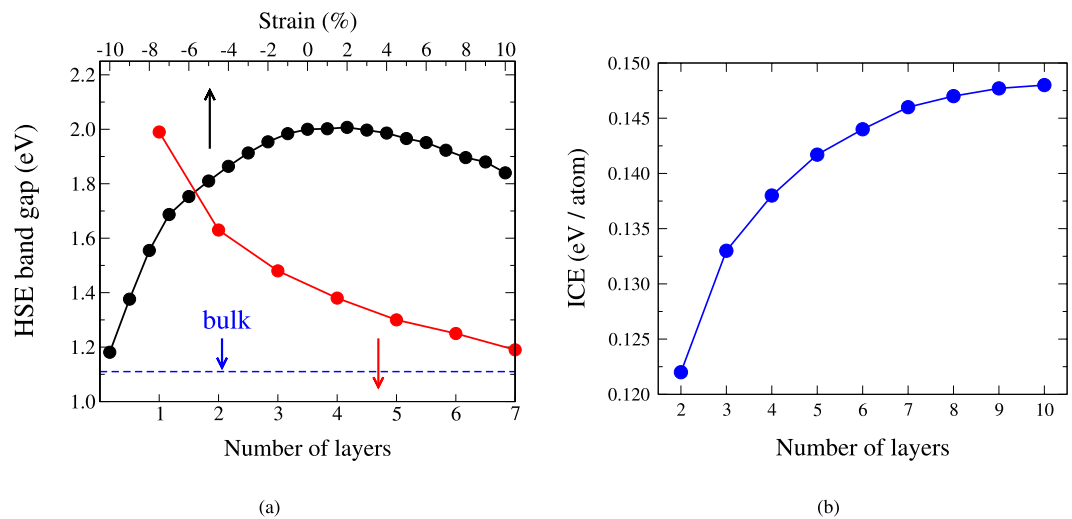 Strain (%)
-10 -8 -6 -4 -2 0 2 4 6 8 10
HSE band gap (eV)
2.2
2.0
1.8
1.6
1.4
1.2
1.0
bulk
1 2 3 4 5 6 7
Number of layers
(a)
ICE (eV / atom)
0.150
0.145
0.140
0.135
0.130
0.125
0.120
2 3 4 5 6 7 8 9 10
Number of layers
(b)